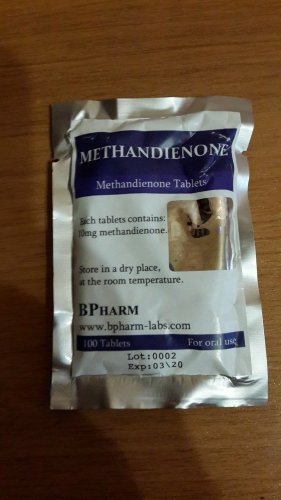 METHANDIENONE
Methandienone Tablets
Each tablets contains:
10mg methandienone.
Store in a dry place,
at the room temperature.
BPHARM
www.bpharm-labs.com
100 Tablets For oral use
Lot:0002
Exp:03\20